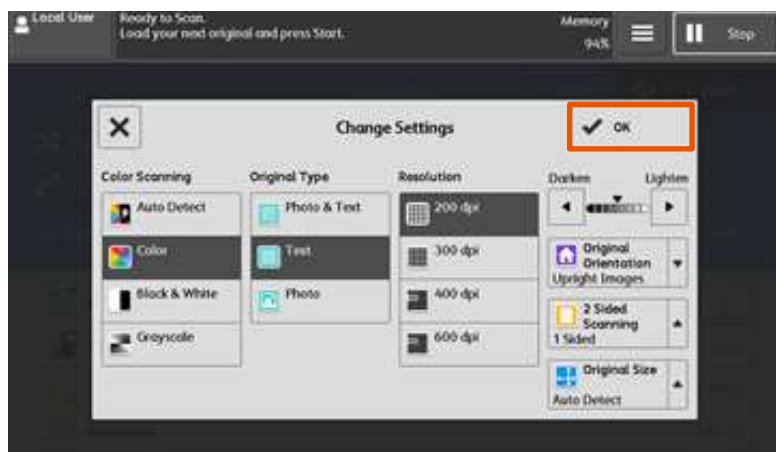 Local User
Ready to Scan.
Load your next original and press Start.
Memory
94%
Stop
Change Settings
OK
Color Scanning
Auto Detect
Color
Black & White
Grayscale
Original Type
Photo & Text
Text
Photo
Resolution
200 dpi
300 dpi
400 dpi
600 dpi
Darken Lighten
Original
Orientation
Upright Images
2 Sided
Scanning
1 Sided
Original Size
Auto Detect